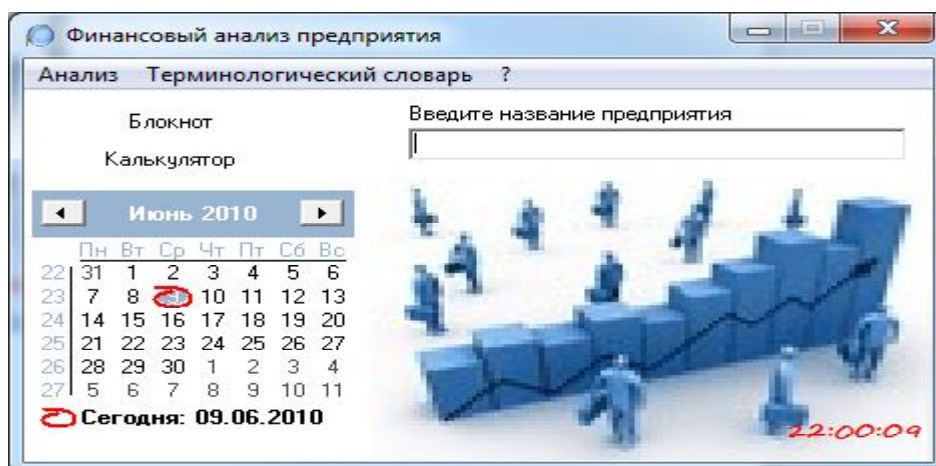 Финансовый анализ предприятия
Анализ Терминологический словарь ?
Блокнот
Калькулятор
Введите название предприятия
Июнь 2010
Пн Вт Ср Чт Пт Сб Вс
22 31 1 2 3 4 5 6
23 7 8 9 10 11 12 13
24 14 15 16 17 18 19 20
25 21 22 23 24 25 26 27
26 28 29 30 1 2 3 4
27 5 6 7 8 9 10 11
Сегодня: 09.06.2010
22:00:09